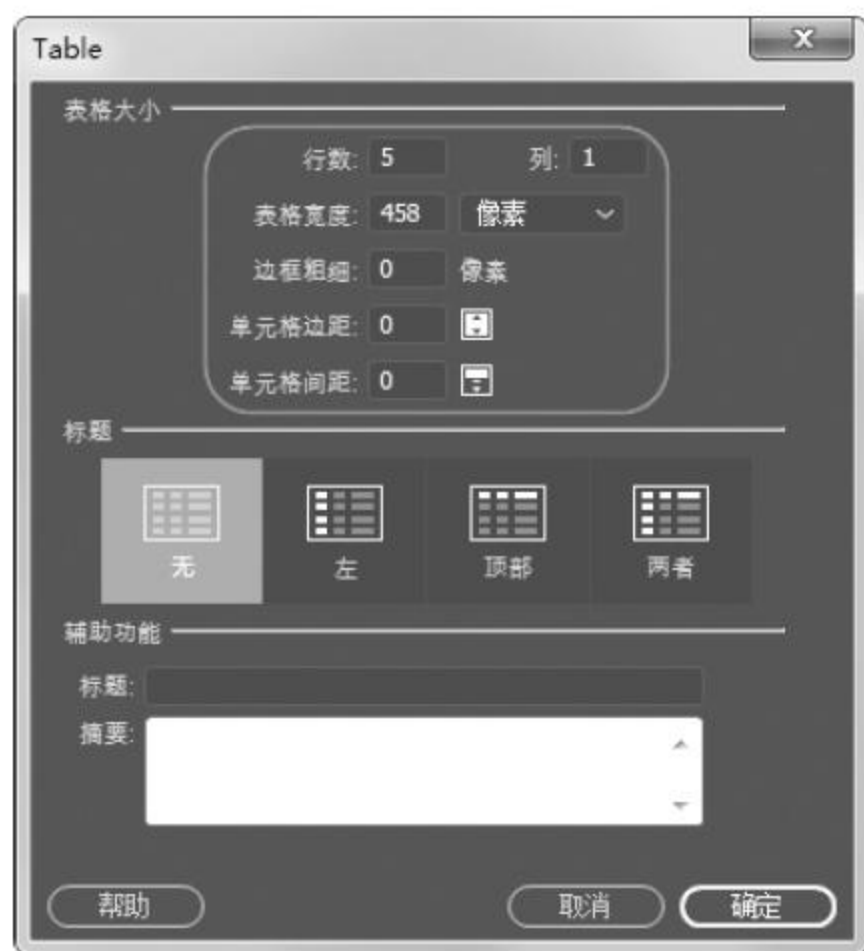 Table
表格大小
行数: 5 列: 1
表格宽度: 458 像素
边框粗细: 0 像素
单元格边距: 0
单元格间距: 0
标题
无 左 顶部 两者
辅助功能
标题:
摘要:
帮助 取消 确定